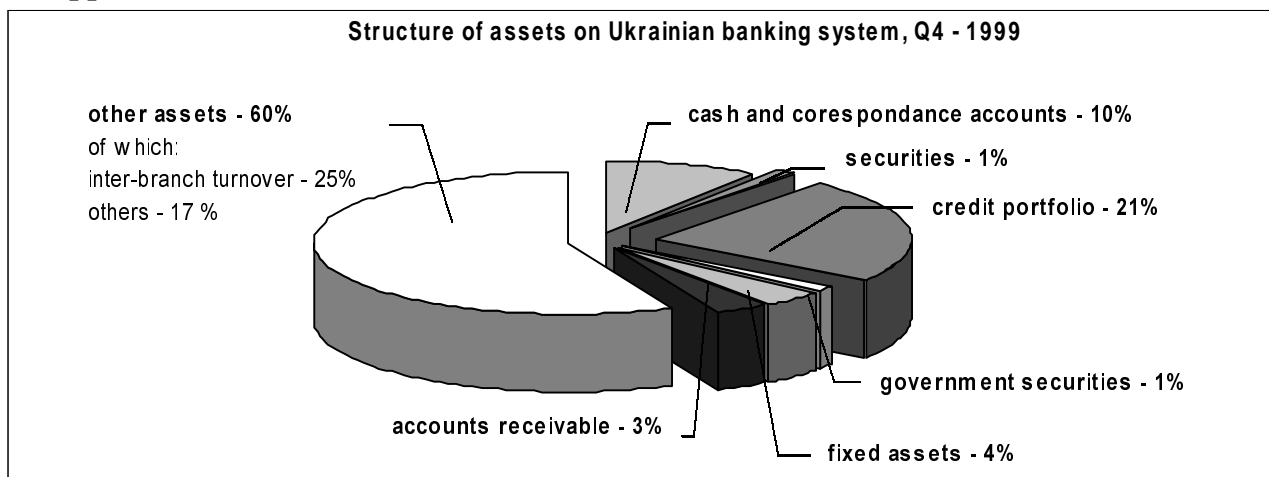 Structure of assets on Ukrainian banking system, Q4 - 1999
other assets - 60%
of which:
inter-branch turnover - 25%
others - 17 %
cash and corespondance accounts - 10%
securities - 1%
credit portfolio - 21%
government securities - 1%
accounts receivable - 3%
fixed assets - 4%